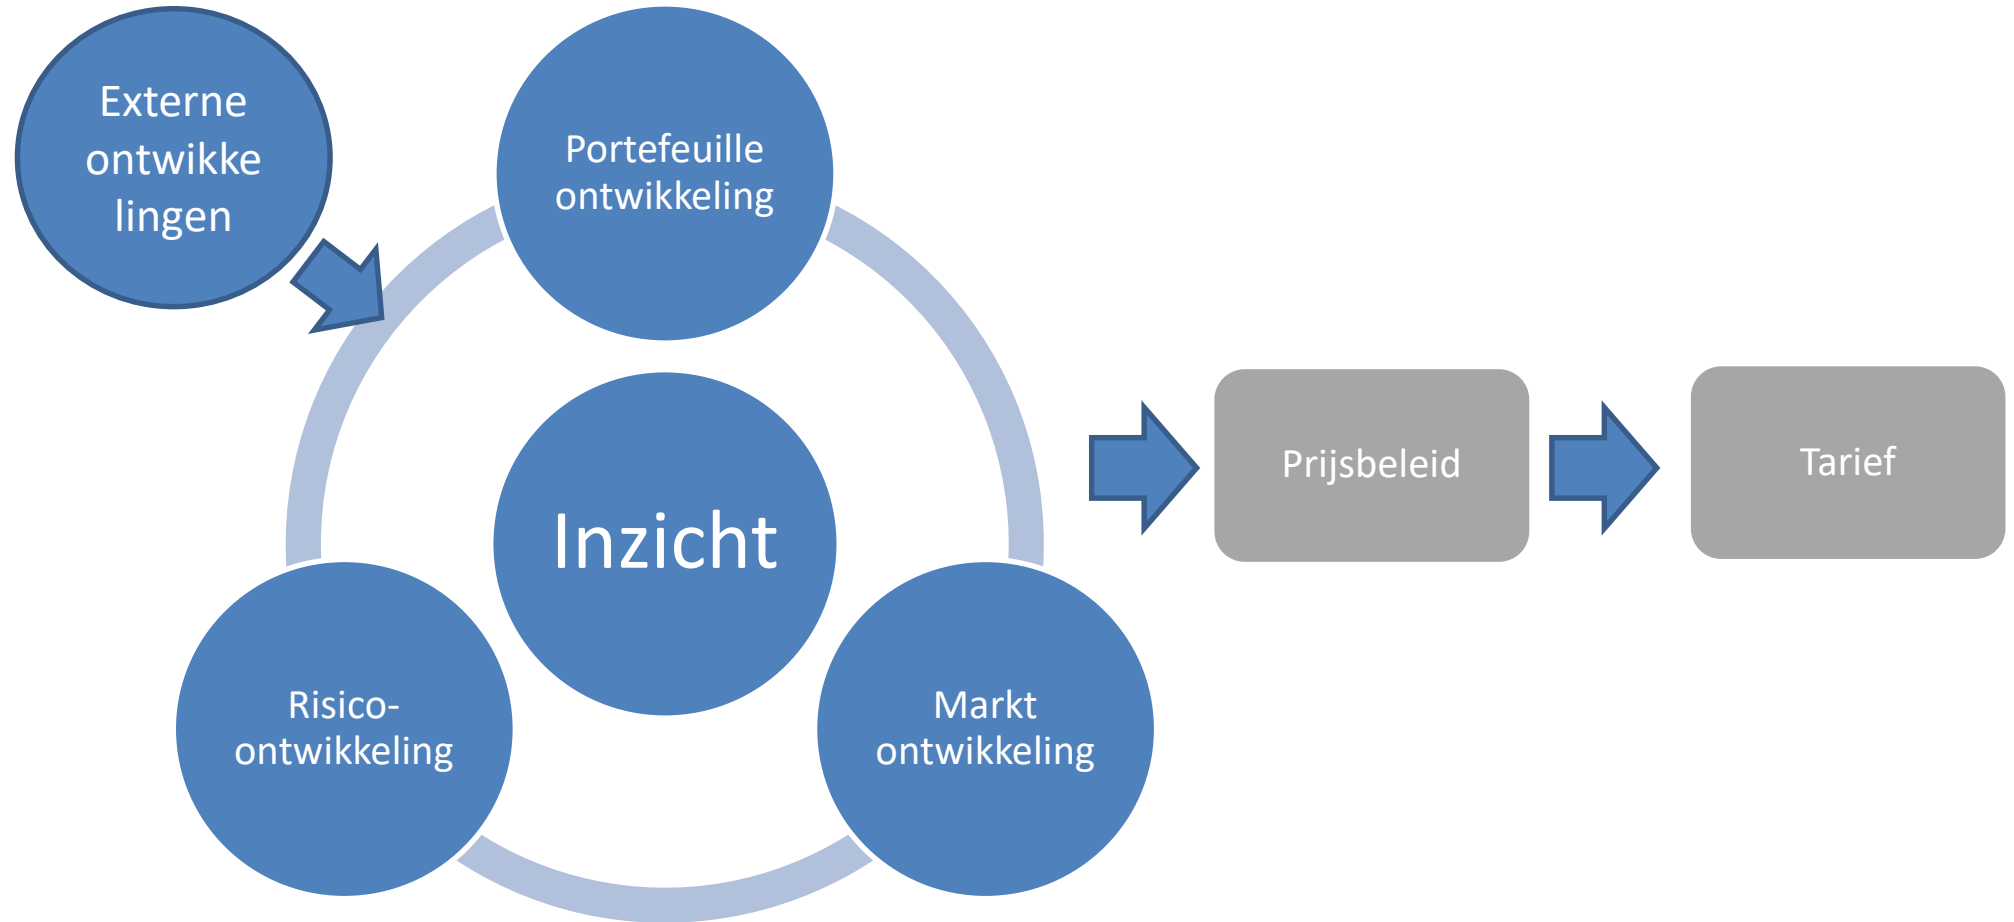 Externe
ontwikke
lingen
Portefeuille
ontwikkeling
Inzicht
Risico-
ontwikkeling
Markt
ontwikkeling
Prijsbeleid
Tarief